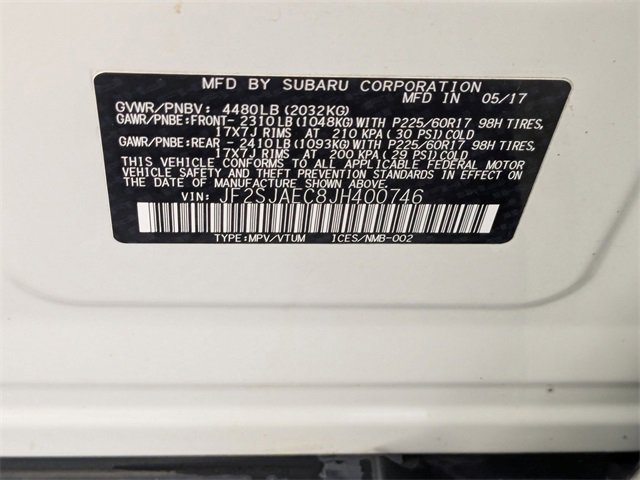 MFD BY SUBARU CORPORATION
MFD IN 05/17
GVWR/PNBV: 4480LB (2032KG)
GAWR/PNBE:FRONT- 2310LB (1048KG) WITH P225/60R17 98H TIRES,
17X7J RIMS AT 210 KPA (30 PSI) COLD
GAWR/PNBE:REAR - 2410LB (1093KG) WITH P225/60R17 98H TIRES,
17X7J RIMS AT 200 KPA (29 PSI) COLD
THIS VEHICLE CONFORMS TO ALL APPLICABLE FEDERAL MOTOR
VEHICLE SAFETY STANDARDS IN EFFECT ON THE DATE OF
MANUFACTURE SHOWN ABOVE.
VIN: JF2SJAEC8JH400746
TYPE:MPV/VTUM ICES/NMB-002